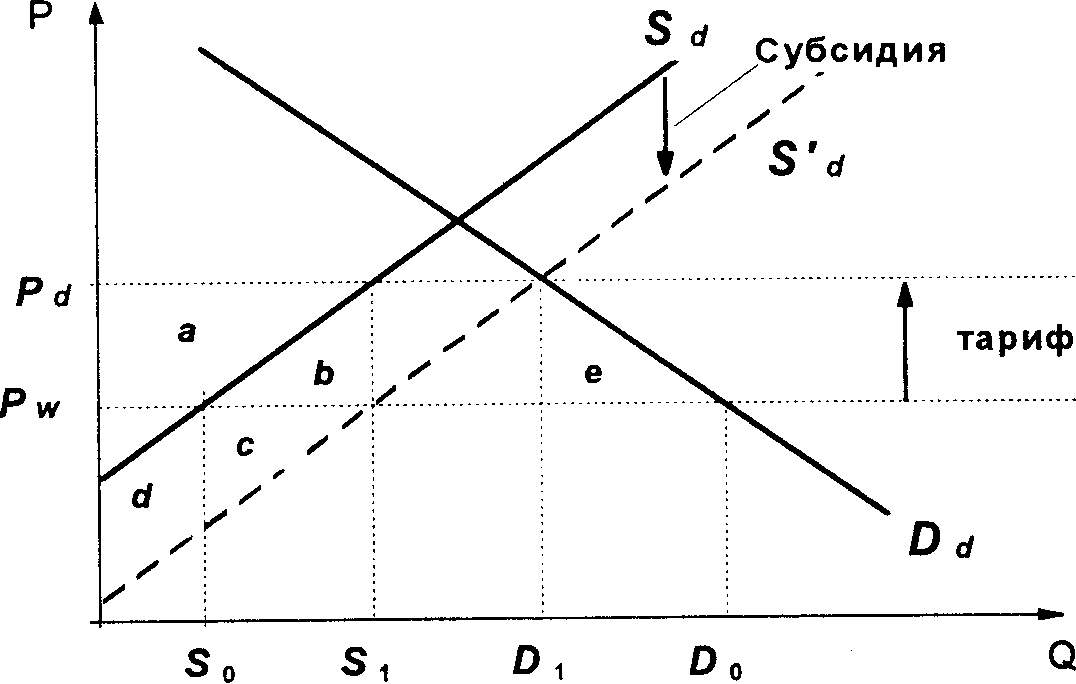 P
S d
Субсидия
S' d
P d
a
тариф
b
e
P w
c
d
D d
S 0
S 1
D 1
D 0
Q